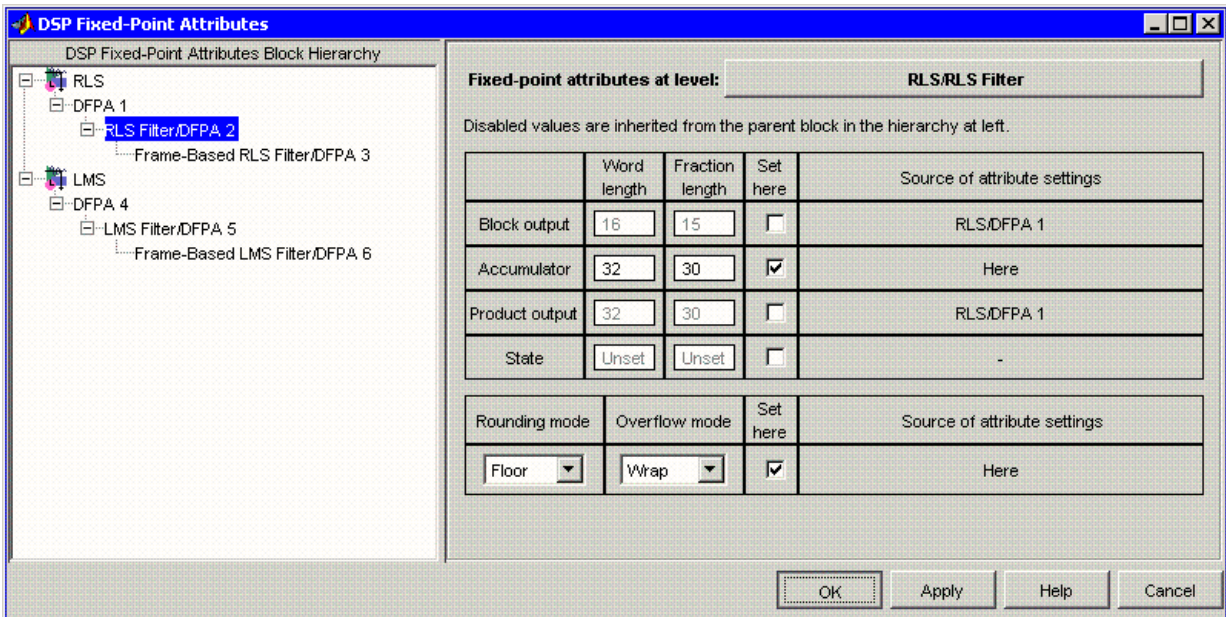 DSP Fixed-Point Attributes
DSP Fixed-Point Attributes Block Hierarchy
RLS
DFPA 1
RLS Filter/DFPA 2
Frame-Based RLS Filter/DFPA 3
LMS
DFPA 4
LMS Filter/DFPA 5
Frame-Based LMS Filter/DFPA 6
Fixed-point attributes at level: RLS/RLS Filter
Disabled values are inherited from the parent block in the hierarchy at left.
Word length Fraction length Set here Source of attribute settings
Block output 16 15 RLS/DFPA 1
Accumulator 32 30 Here
Product output 32 30 RLS/DFPA 1
State Unset Unset -
Rounding mode Overflow mode Set here Source of attribute settings
Floor Wrap Here
OK Apply Help Cancel